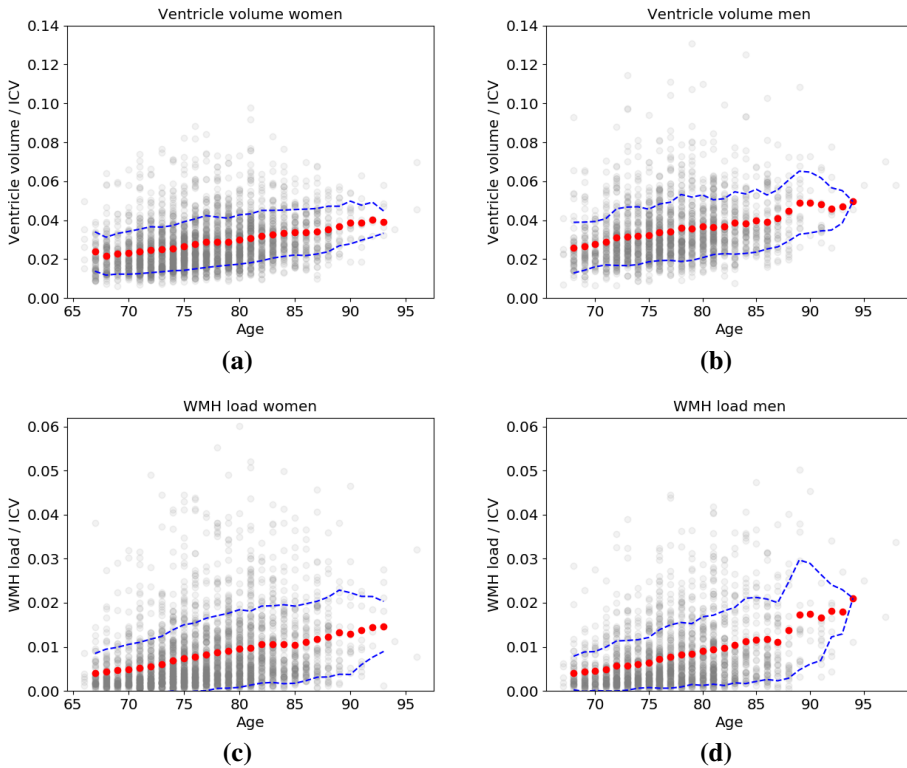 Ventricle volume women
Ventricle volume / ICV
0.14
0.12
0.10
0.08
0.06
0.04
0.02
0.00
65 70 75 80 85 90 95
Age
(a)
Ventricle volume men
Ventricle volume / ICV
0.14
0.12
0.10
0.08
0.06
0.04
0.02
0.00
70 75 80 85 90 95
Age
(b)
WMH load women
WMH load / ICV
0.06
0.05
0.04
0.03
0.02
0.01
0.00
65 70 75 80 85 90 95
Age
(c)
WMH load men
WMH load / ICV
0.06
0.05
0.04
0.03
0.02
0.01
0.00
70 75 80 85 90 95
Age
(d)